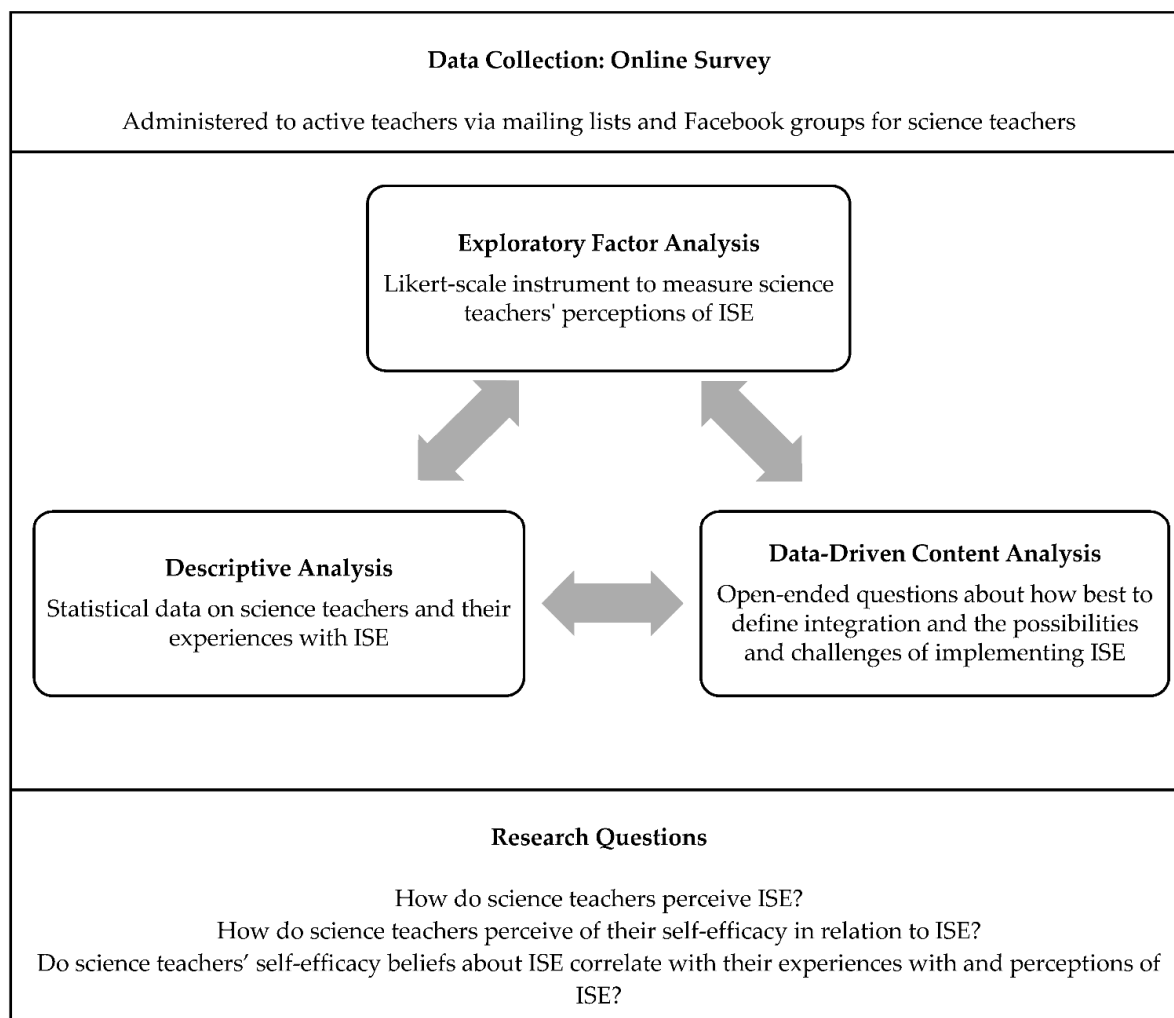 Data Collection: Online Survey
Administered to active teachers via mailing lists and Facebook groups for science teachers
Exploratory Factor Analysis
Likert-scale instrument to measure science
teachers' perceptions of ISE
Descriptive Analysis
Statistical data on science teachers and their
experiences with ISE
Data-Driven Content Analysis
Open-ended questions about how best to
define integration and the possibilities
and challenges of implementing ISE
Research Questions
How do science teachers perceive ISE?
How do science teachers perceive of their self-efficacy in relation to ISE?
Do science teachers’ self-efficacy beliefs about ISE correlate with their experiences with and perceptions of
ISE?